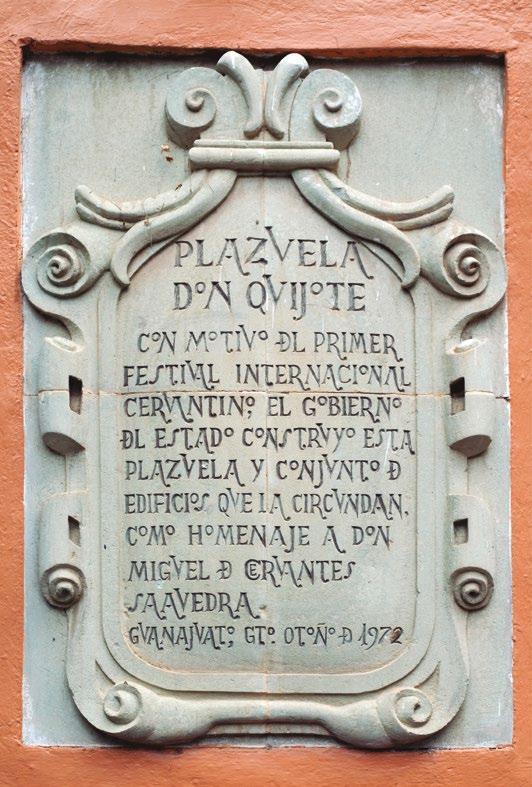 PLAZVELA
DON QVIJOTE
CON MOTIVO DL PRIMER
FESTIVAL INTERNACIONAL
CERVANTINO; EL GOBIERNO
DL ESTADO CONSTRVYO ESTA
PLAZVELA Y CONJVNTO D
EDIFICIOS QVE LA CIRCVNDAN,
COMO HOMENAJE A DON
MIGVEL D CERVANTES
SAAVEDRA.
GVANAJVATO; GTO. OTOÑO D 1972